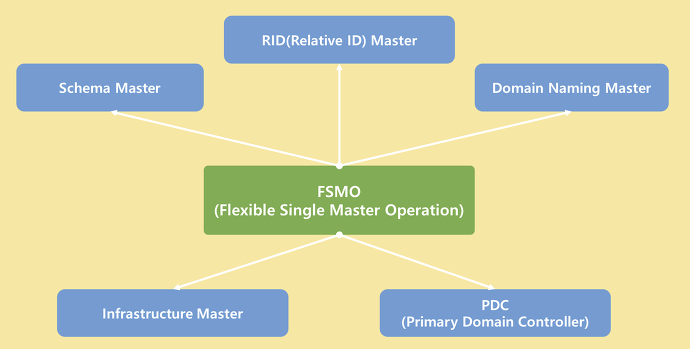 RID(Relative ID) Master
Schema Master
Domain Naming Master
FSMO
(Flexible Single Master Operation)
Infrastructure Master
PDC
(Primary Domain Controller)